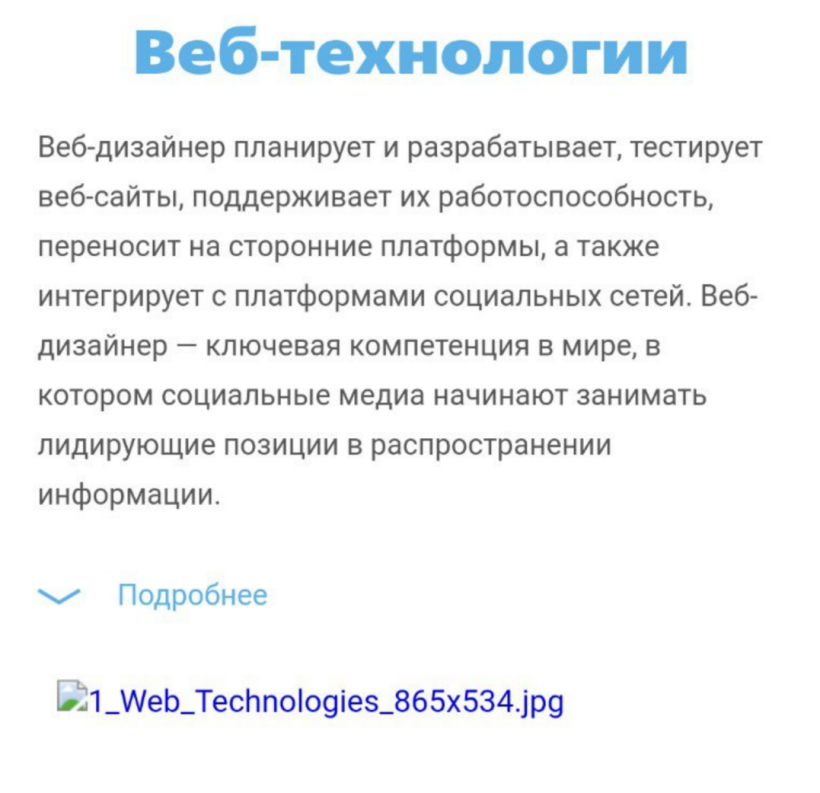 Веб-технологии
Веб-дизайнер планирует и разрабатывает, тестирует
веб-сайты, поддерживает их работоспособность,
переносит на сторонние платформы, а также
интегрирует с платформами социальных сетей. Веб-
дизайнер — ключевая компетенция в мире, в
котором социальные медиа начинают занимать
лидирующие позиции в распространении
информации.
Подробнее
1_Web_Technologies_865x534.jpg